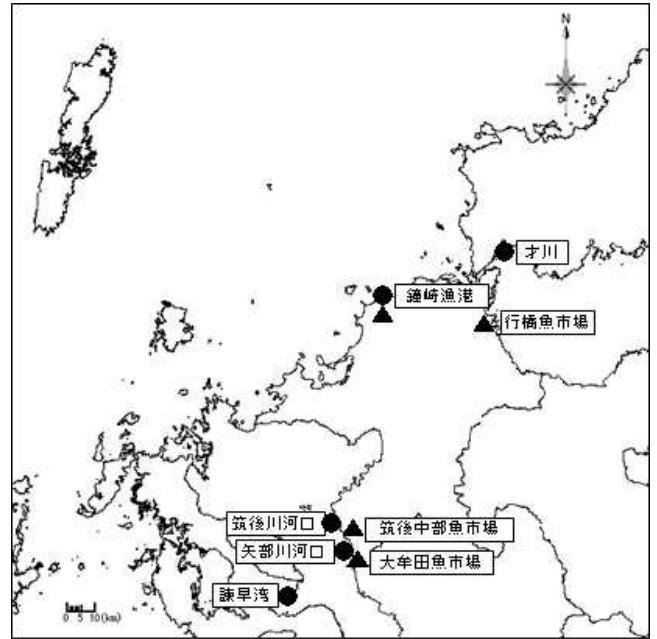 N
才川
鐘崎漁港
行橋魚市場
筑後川河口
筑後中部魚市場
矢部川河口
大牟田魚市場
諫早湾
0 5 10(km)